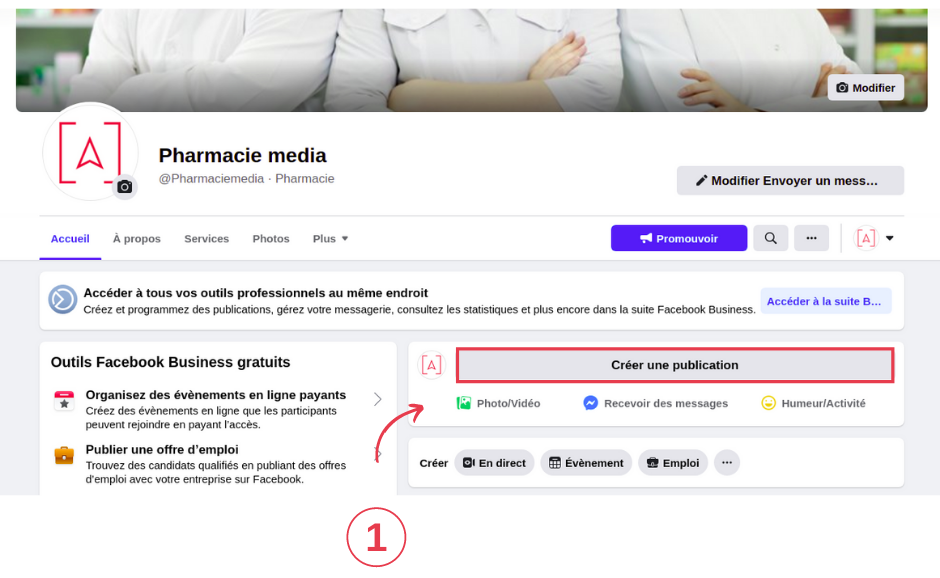 Modifier
Pharmacie media
@Pharmaciemedia · Pharmacie
Modifier Envoyer un mess…
Accueil
À propos
Services
Photos
Plus
Promouvoir
Accéder à tous vos outils professionnels au même endroit
Créez et programmez des publications, gérez votre messagerie, consultez les statistiques et plus encore dans la suite Facebook Business.
Accéder à la suite B…
Outils Facebook Business gratuits
Organisez des évènements en ligne payants
Créez des évènements en ligne que les participants
peuvent rejoindre en payant l'accès.
Publier une offre d'emploi
Trouvez des candidats qualifiés en publiant des offres
d'emploi avec votre entreprise sur Facebook.
Créer une publication
Photo/Vidéo
Recevoir des messages
Humeur/Activité
Créer
En direct
Évènement
Emploi
1